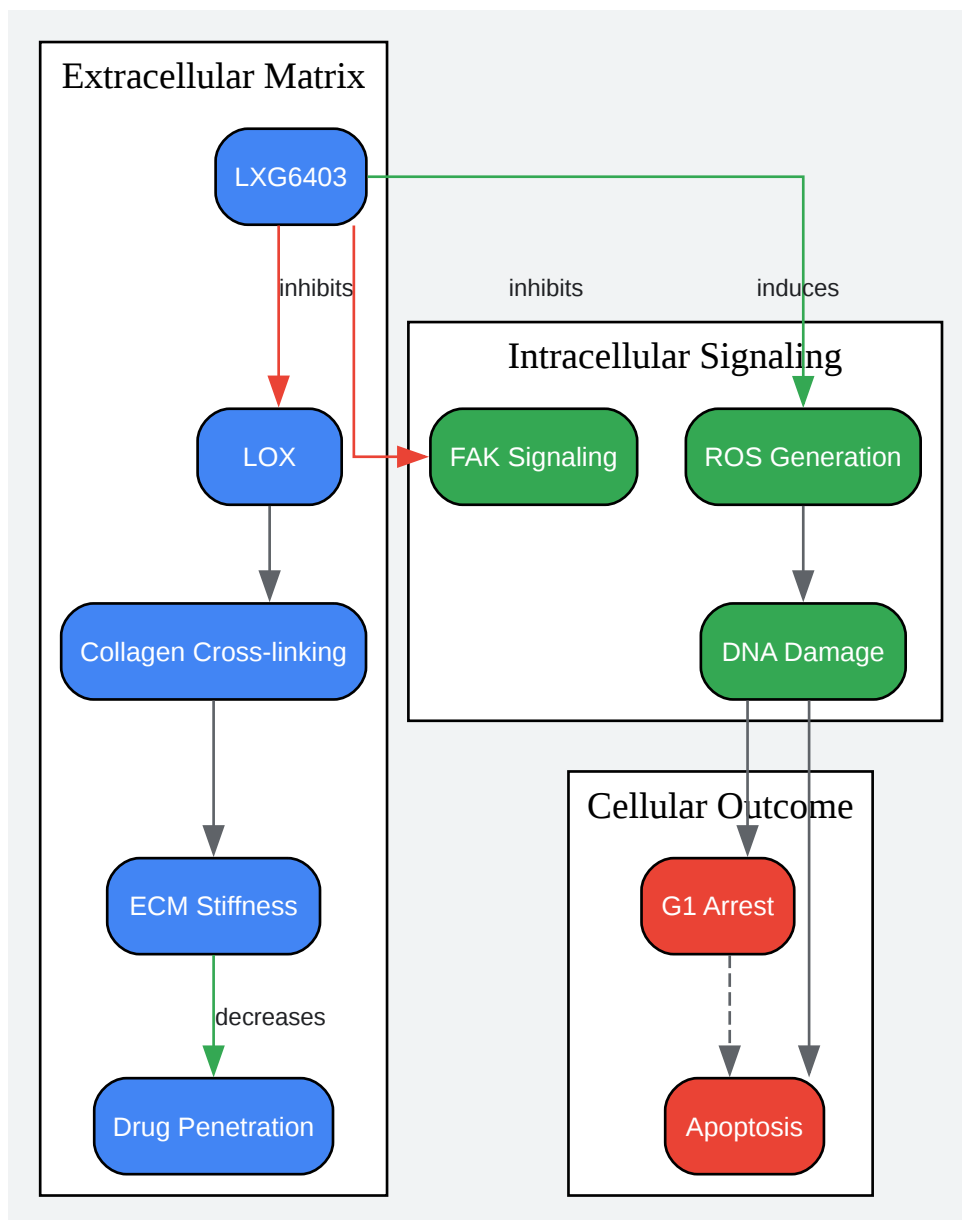 Extracellular Matrix
LXG6403
inhibits
inhibits
induces
Intracellular Signaling
LOX
FAK Signaling
ROS Generation
Collagen Cross-linking
DNA Damage
Cellular Outcome
ECM Stiffness
G1 Arrest
decreases
Drug Penetration
Apoptosis